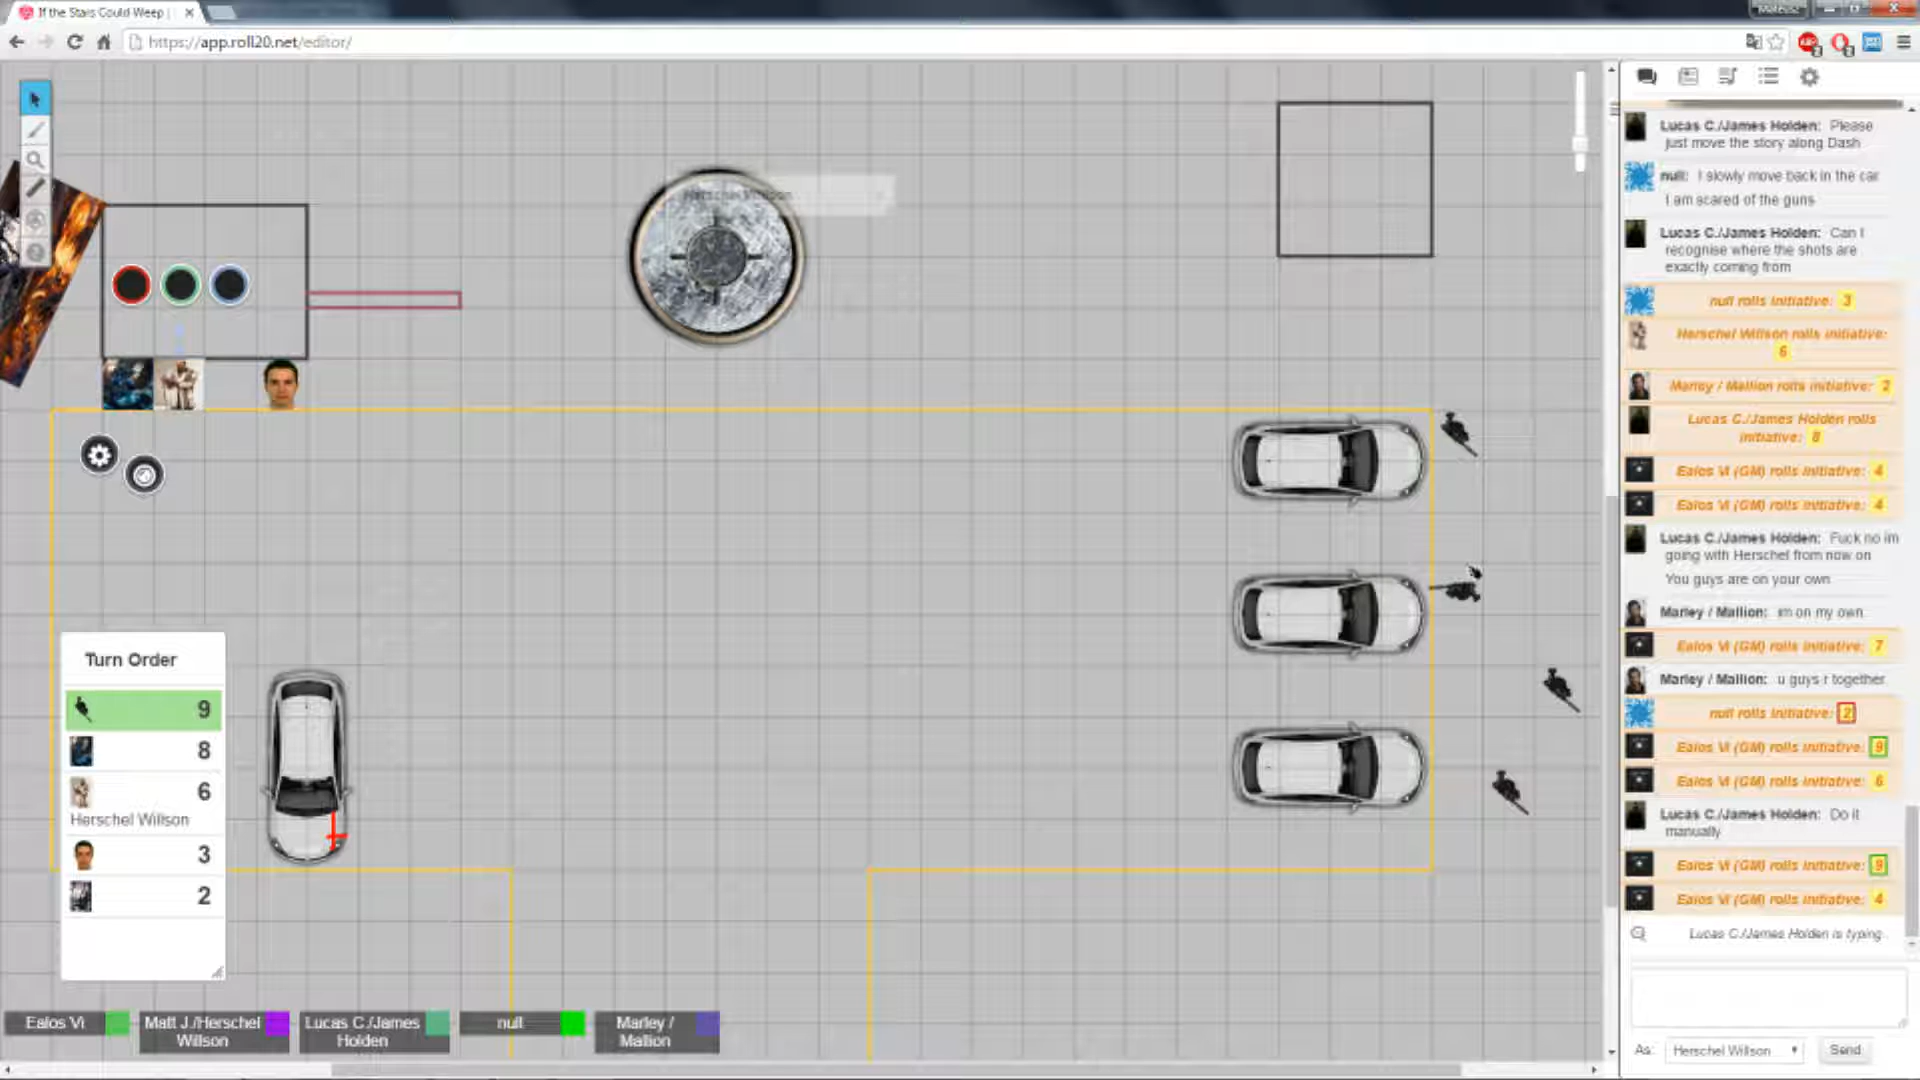 If the Stars Could Weep |
Mateusz
https://app.roll20.net/editor/
ABP
2
2
Herschel Willson
Turn Order
9
8
6
Herschel Willson
3
2
Ealos Vi
Matt J./Herschel
Willson
Lucas C./James
Holden
null
Marley /
Mallion
Lucas C./James Holden: Please
just move the story along Dash
null: I slowly move back in the car
I am scared of the guns
Lucas C./James Holden: Can I
recognise where the shots are
exactly coming from
null rolls initiative: 3
Herschel Willson rolls initiative:
6
Marley / Mallion rolls initiative: 2
Lucas C./James Holden rolls
initiative: 8
Ealos Vi (GM) rolls initiative: 4
Ealos Vi (GM) rolls initiative: 4
Lucas C./James Holden: Fuck no im
going with Herschel from now on
You guys are on your own
Marley / Mallion: im on my own
Ealos Vi (GM) rolls initiative: 7
Marley / Mallion: u guys r together
null rolls initiative: 2
Ealos Vi (GM) rolls initiative: 9
Ealos Vi (GM) rolls initiative: 6
Lucas C./James Holden: Do it
manually
Ealos Vi (GM) rolls initiative: 9
Ealos Vi (GM) rolls initiative: 4
Lucas C./James Holden is typing
As:
Herschel Willson
Send